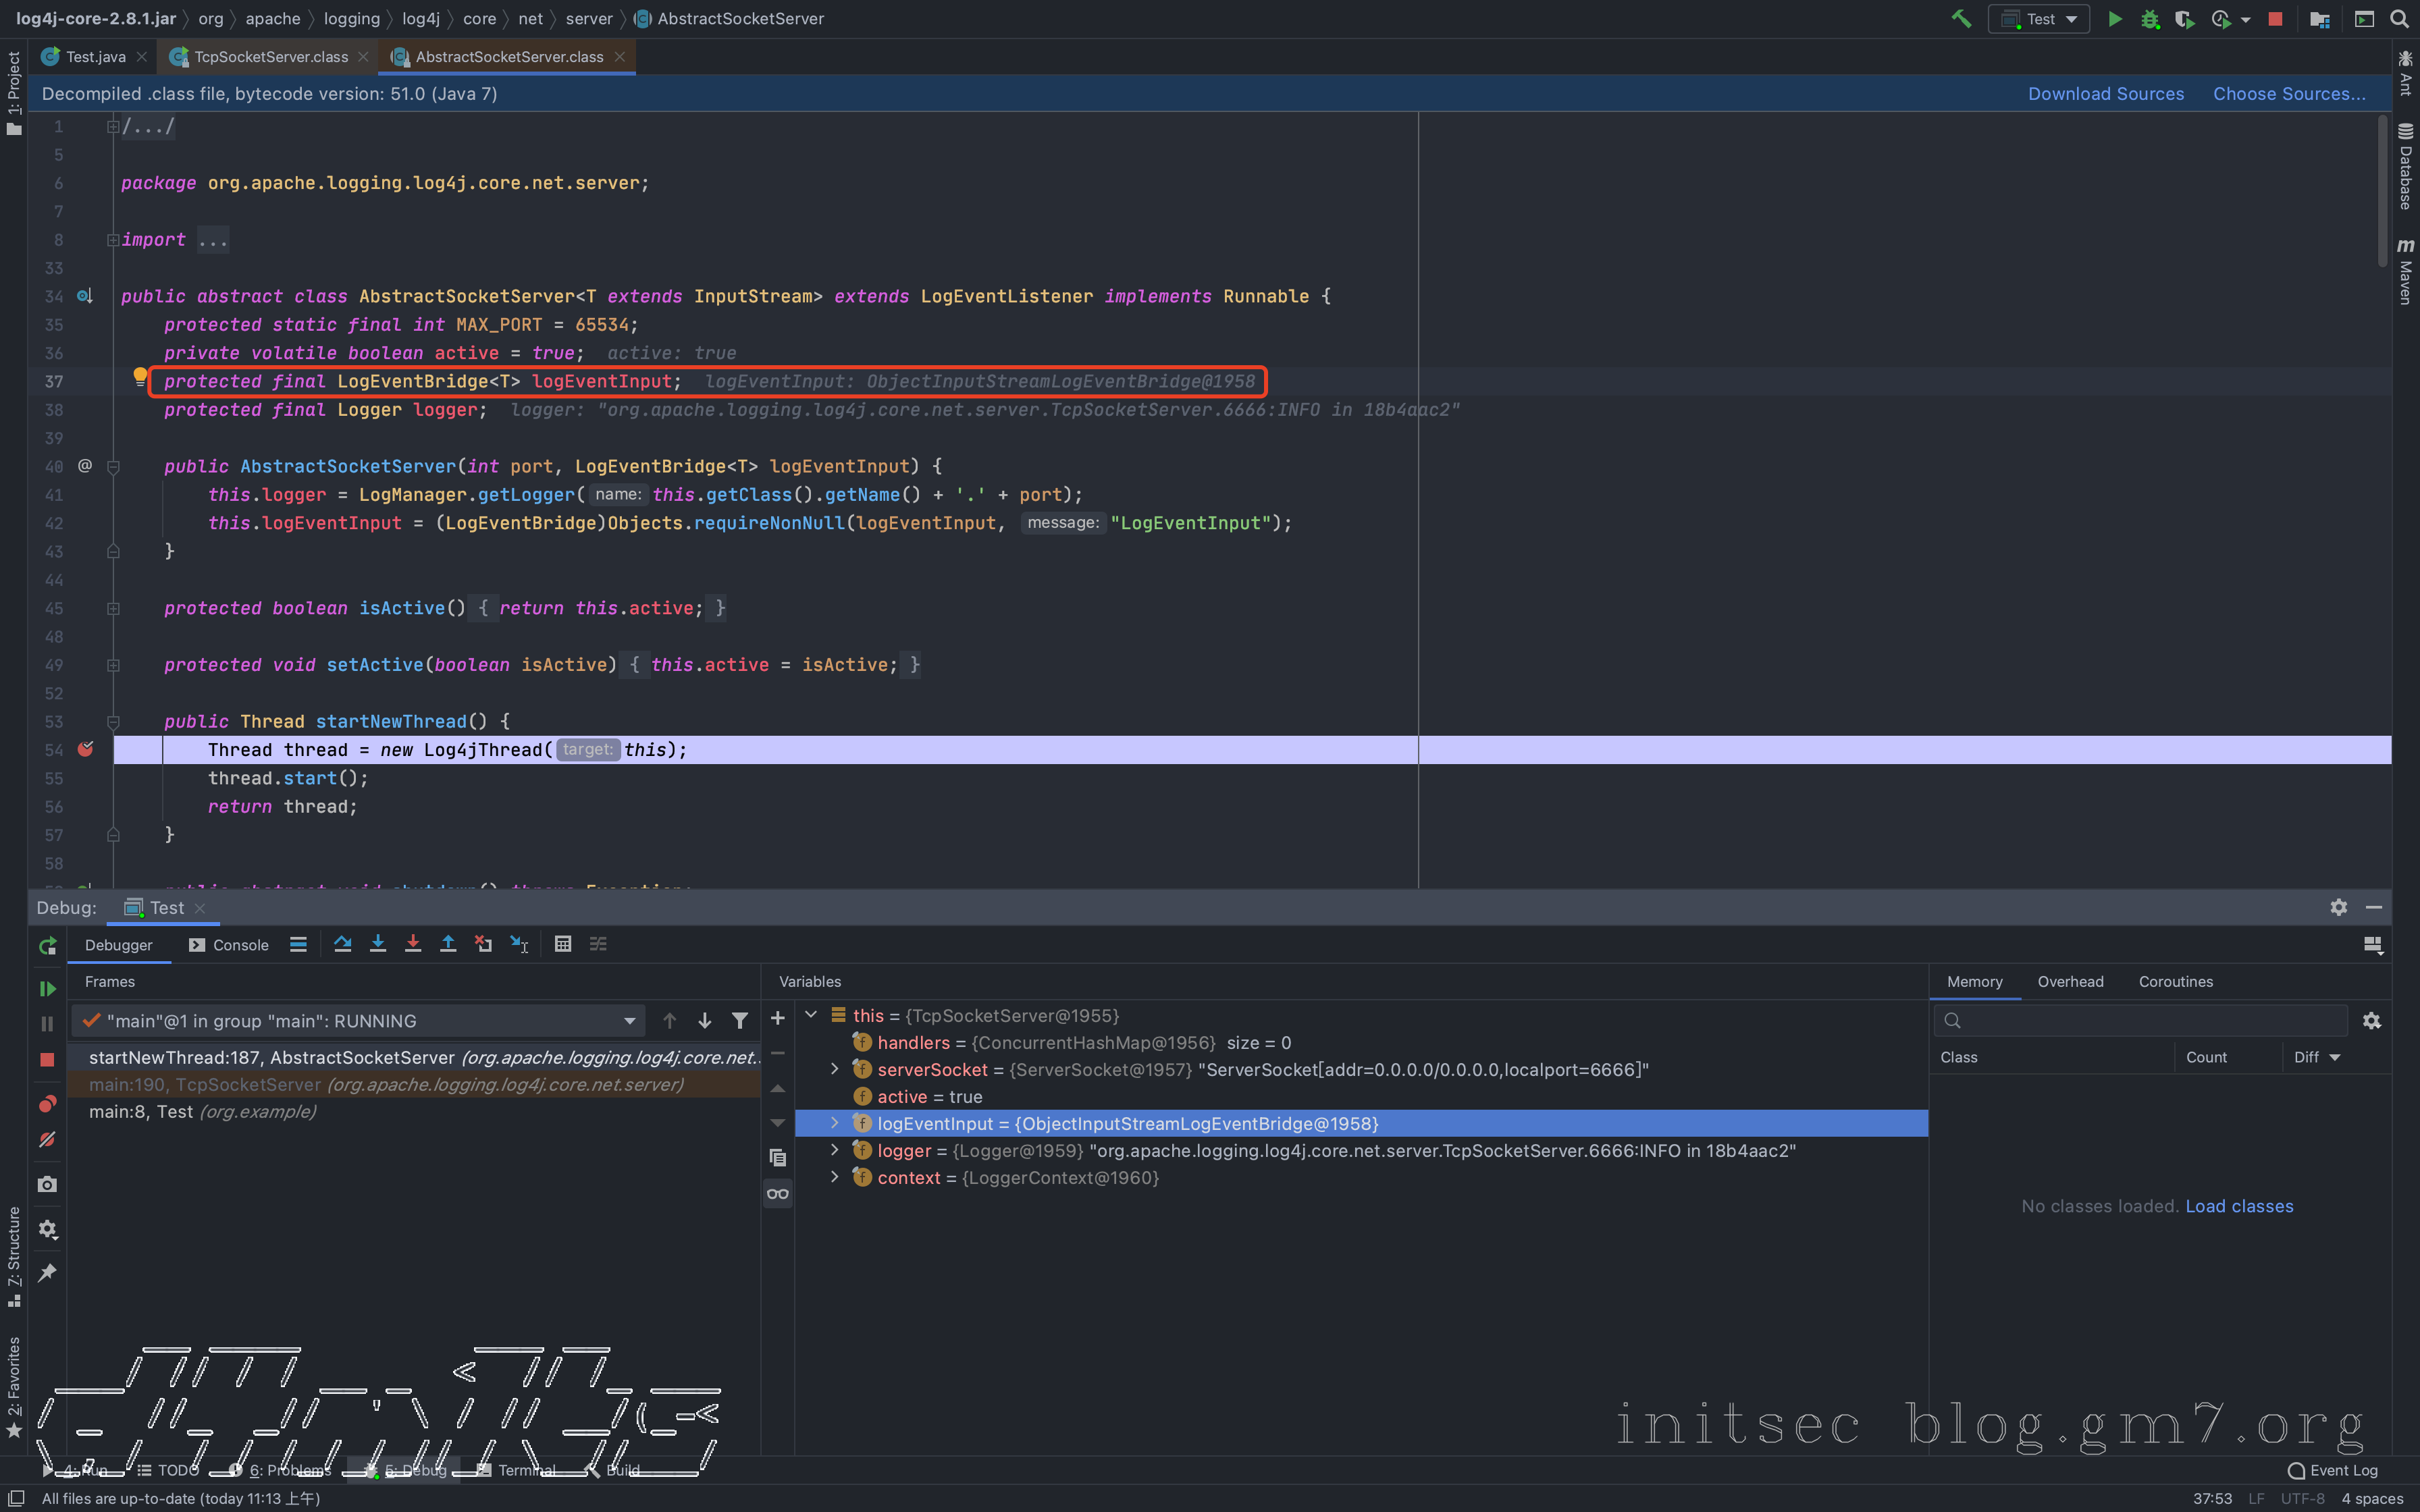 log4j-core-2.8.1.jar 〉 org 〉 apache 〉 logging 〉 log4j 〉 core 〉 net 〉 server 〉 AbstractSocketServer
Test
Test.java
TcpSocketServer.class
AbstractSocketServer.class
Decompiled .class file, bytecode version: 51.0 (Java 7)
Download Sources
Choose Sources...
1: Project
7: Structure
2: Favorites
Ant
Database
Maven
1 /.../
5
6 package org.apache.logging.log4j.core.net.server;
7
8 import ...
33
34 public abstract class AbstractSocketServer<T extends InputStream> extends LogEventListener implements Runnable {
35 protected static final int MAX_PORT = 65534;
36 private volatile boolean active = true; active: true
37 protected final LogEventBridge<T> logEventInput; logEventInput: ObjectInputStreamLogEventBridge@1958
38 protected final Logger logger; logger: "org.apache.logging.log4j.core.net.server.TcpSocketServer.6666:INFO in 18b4aac2"
39
40 @ public AbstractSocketServer(int port, LogEventBridge<T> logEventInput) {
41 this.logger = LogManager.getLogger( name: this.getClass().getName() + '.' + port);
42 this.logEventInput = (LogEventBridge)Objects.requireNonNull(logEventInput, message: "LogEventInput");
43 }
44
45 protected boolean isActive() { return this.active; }
48
49 protected void setActive(boolean isActive) { this.active = isActive; }
52
53 public Thread startNewThread() {
54 Thread thread = new Log4jThread( target: this);
55 thread.start();
56 return thread;
57 }
58
Debug: Test
Debugger
Console
Frames
"main"@1 in group "main": RUNNING
startNewThread:187, AbstractSocketServer (org.apache.logging.log4j.core.net.
main:190, TcpSocketServer (org.apache.logging.log4j.core.net.server)
main:8, Test (org.example)
Variables
this = {TcpSocketServer@1955}
handlers = {ConcurrentHashMap@1956} size = 0
serverSocket = {ServerSocket@1957} "ServerSocket[addr=0.0.0.0/0.0.0.0,localport=6666]"
active = true
logEventInput = {ObjectInputStreamLogEventBridge@1958}
logger = {Logger@1959} "org.apache.logging.log4j.core.net.server.TcpSocketServer.6666:INFO in 18b4aac2"
context = {LoggerContext@1960}
Memory
Overhead
Coroutines
Class
Count
Diff
No classes loaded. Load classes
initsec blog.gm7.org
4: Run
TODO
6: Problems
5: Debug
Terminal
Build
Event Log
All files are up-to-date (today 11:13 上午)
37:53
LF
UTF-8
4 spaces